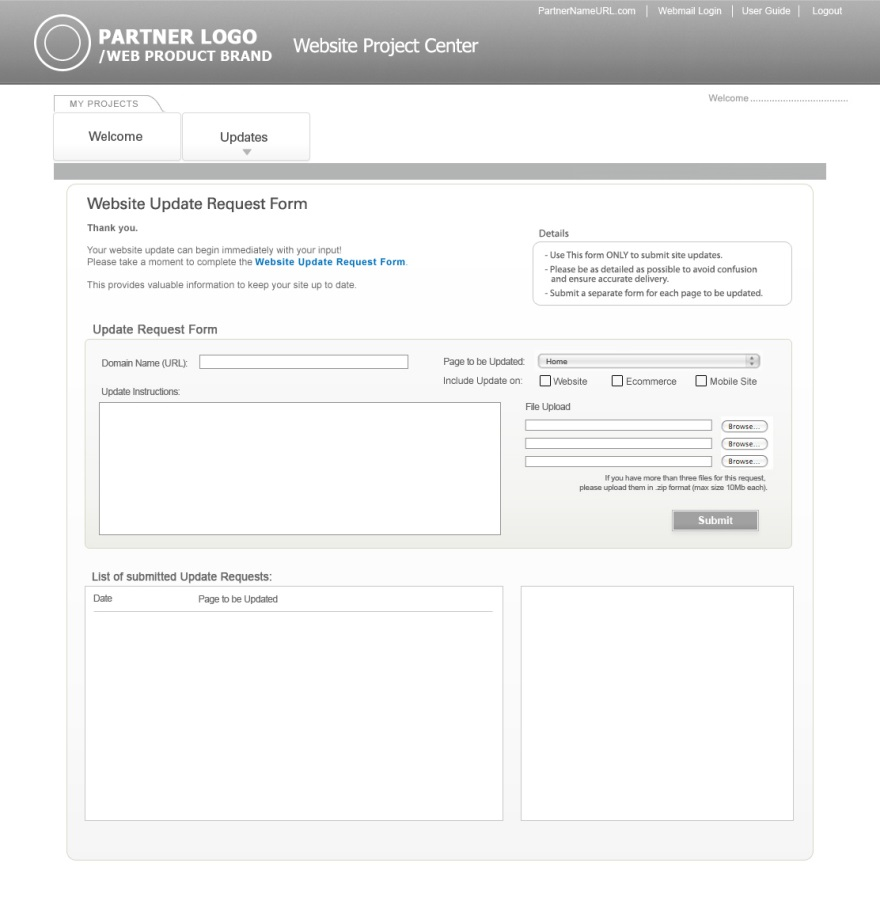 PartnerNameURL.com | Webmail Login | User Guide | Logout
PARTNER LOGO
/WEB PRODUCT BRAND
Website Project Center
MY PROJECTS
Welcome...................................
Welcome
Updates
Website Update Request Form
Thank you.
Your website update can begin immediately with your input!
Please take a moment to complete the Website Update Request Form.
This provides valuable information to keep your site up to date.
Details
- Use This form ONLY to submit site updates.
- Please be as detailed as possible to avoid confusion
and ensure accurate delivery.
- Submit a separate form for each page to be updated.
Update Request Form
Domain Name (URL):
Page to be Updated: Home
Include Update on: Website Ecommerce Mobile Site
Update Instructions:
File Upload
Browse...
Browse...
Browse...
If you have more than three files for this request,
please upload them in .zip format (max size 10Mb each).
Submit
List of submitted Update Requests:
Date Page to be Updated